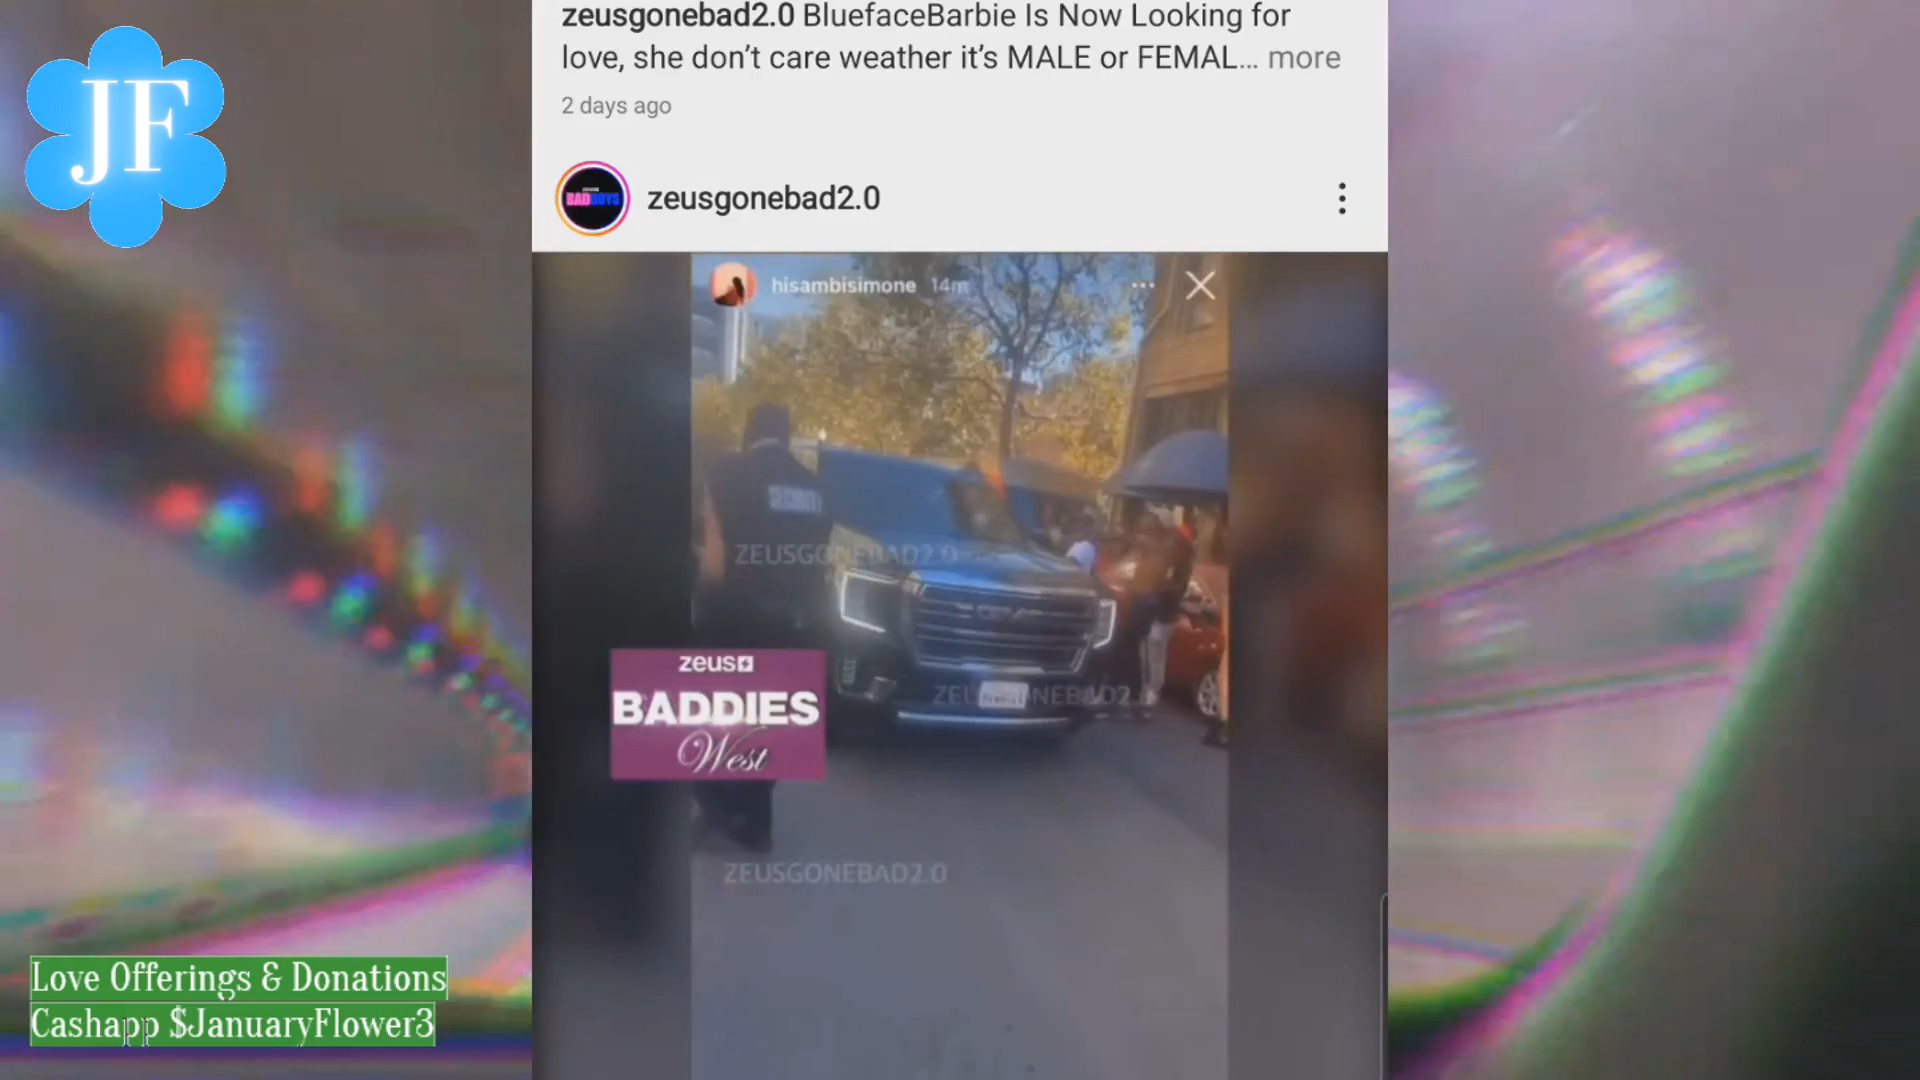 zeusgonebad2.0 BluefaceBarbie Is Now Looking for
love, she don't care weather it's MALE or FEMAL... more
2 days ago
JF
zeusgonebad2.0
BADBOYS
hisambisimone 14m
SECURITY
ZEUSGONEBAD2.0
zeus
BADDIES
West
ZEUSGONEBAD2.0
ZEUSGONEBAD2.0
Love Offerings & Donations
Cashapp $JanuaryFlower3